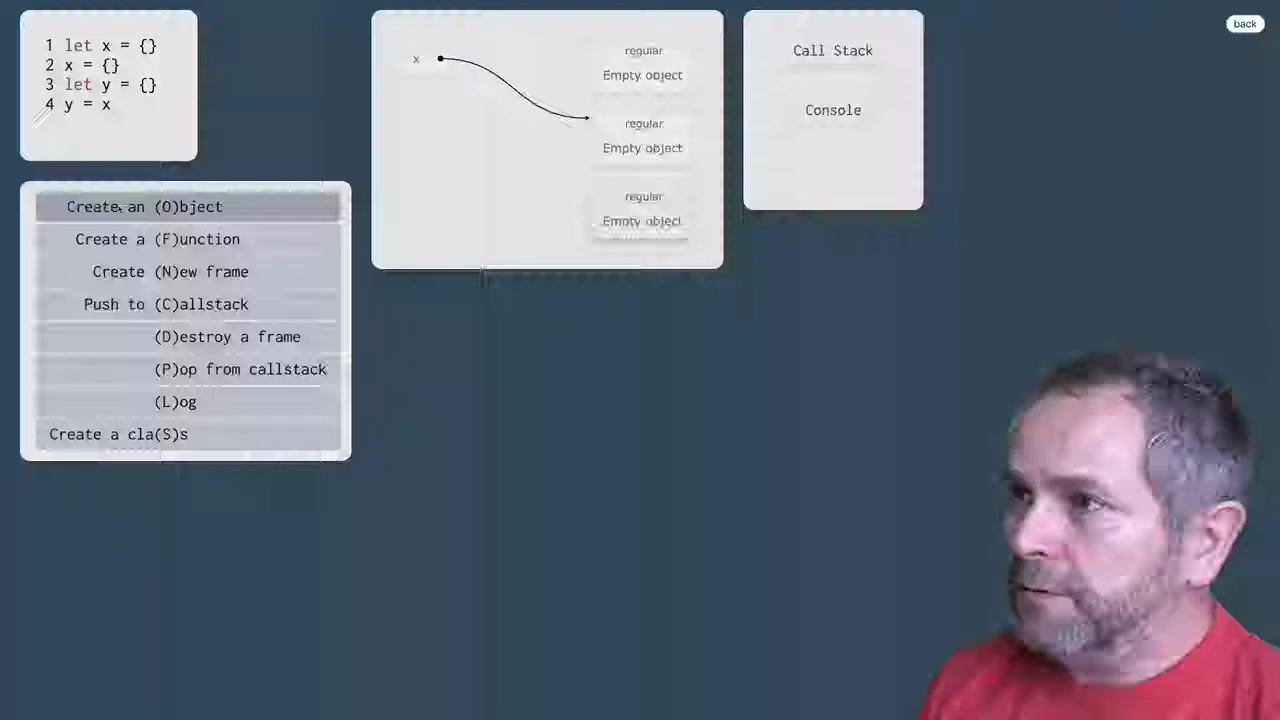 1 let x = {}
2 x = {}
3 let y = {}
4 y = x
Create an (O)bject
Create a (F)unction
Create (N)ew frame
Push to (C)allstack
(D)estroy a frame
(P)op from callstack
(L)og
Create a cla(S)s
x
regular
Empty object
regular
Empty object
regular
Empty object
Call Stack
Console
back